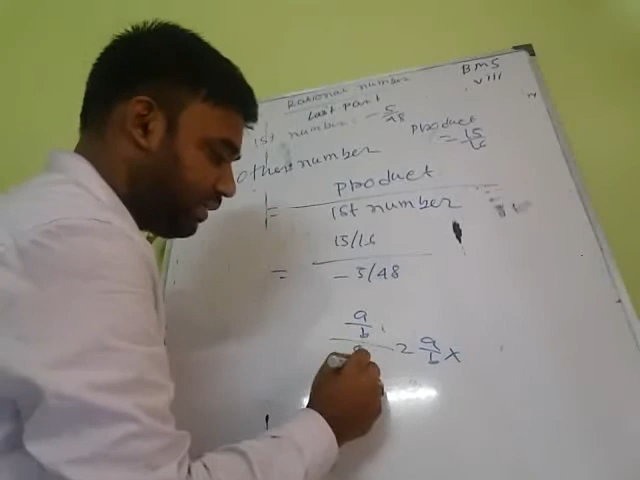 BMS
VIII
Rational number
Last part
1st number = -5/48
product
= 15/16
other number
= product / 1st number
= 15/16 / -5/48
a/b / = a/b x